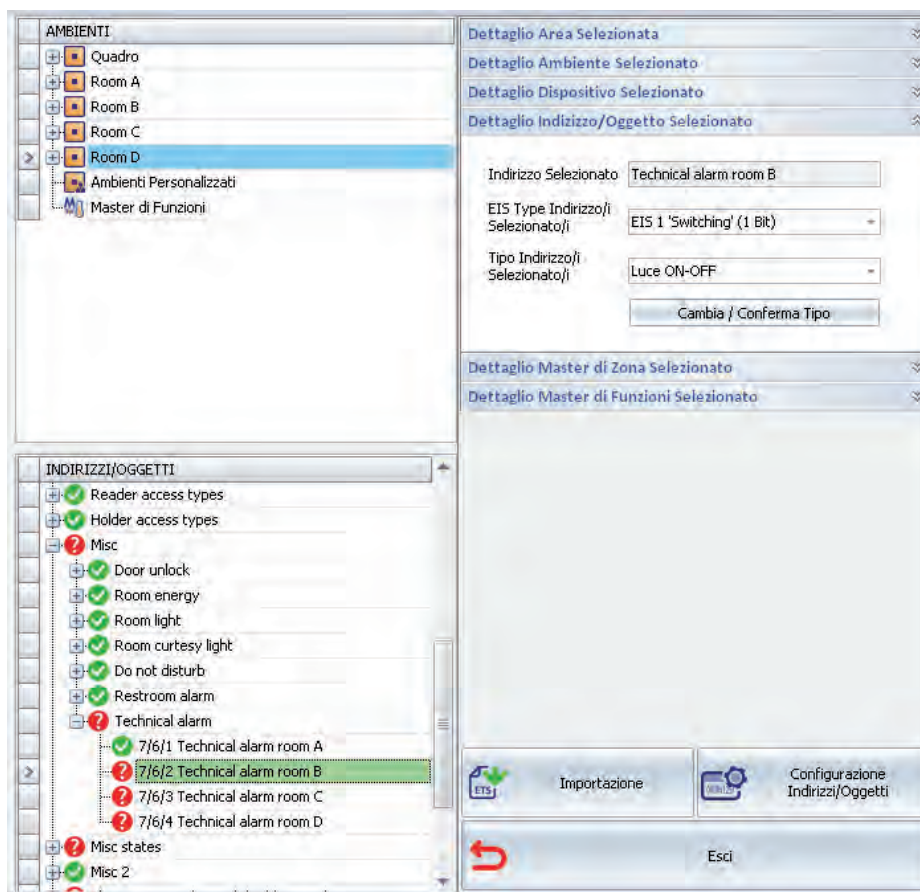 AMBIENTI
Quadro
Room A
Room B
Room C
Room D
Ambienti Personalizzati
Master di Funzioni
INDIRIZZI/OGGETTI
Reader access types
Holder access types
Misc
Door unlock
Room energy
Room light
Room curtesy light
Do not disturb
Restroom alarm
Technical alarm
7/6/1 Technical alarm room A
7/6/2 Technical alarm room B
7/6/3 Technical alarm room C
7/6/4 Technical alarm room D
Misc states
Misc 2
Dettaglio Area Selezionata
Dettaglio Ambiente Selezionato
Dettaglio Dispositivo Selezionato
Dettaglio Indizizzo/Oggetto Selezionato
Indirizzo Selezionato Technical alarm room B
EIS Type Indirizzo/i
Selezionato/i
EIS 1 'Switching' (1 Bit)
Tipo Indirizzo/i
Selezionato/i
Luce ON-OFF
Cambia / Conferma Tipo
Dettaglio Master di Zona Selezionato
Dettaglio Master di Funzioni Selezionato
ETS
Importazione
Configurazione
Indirizzi/Oggetti
Esci